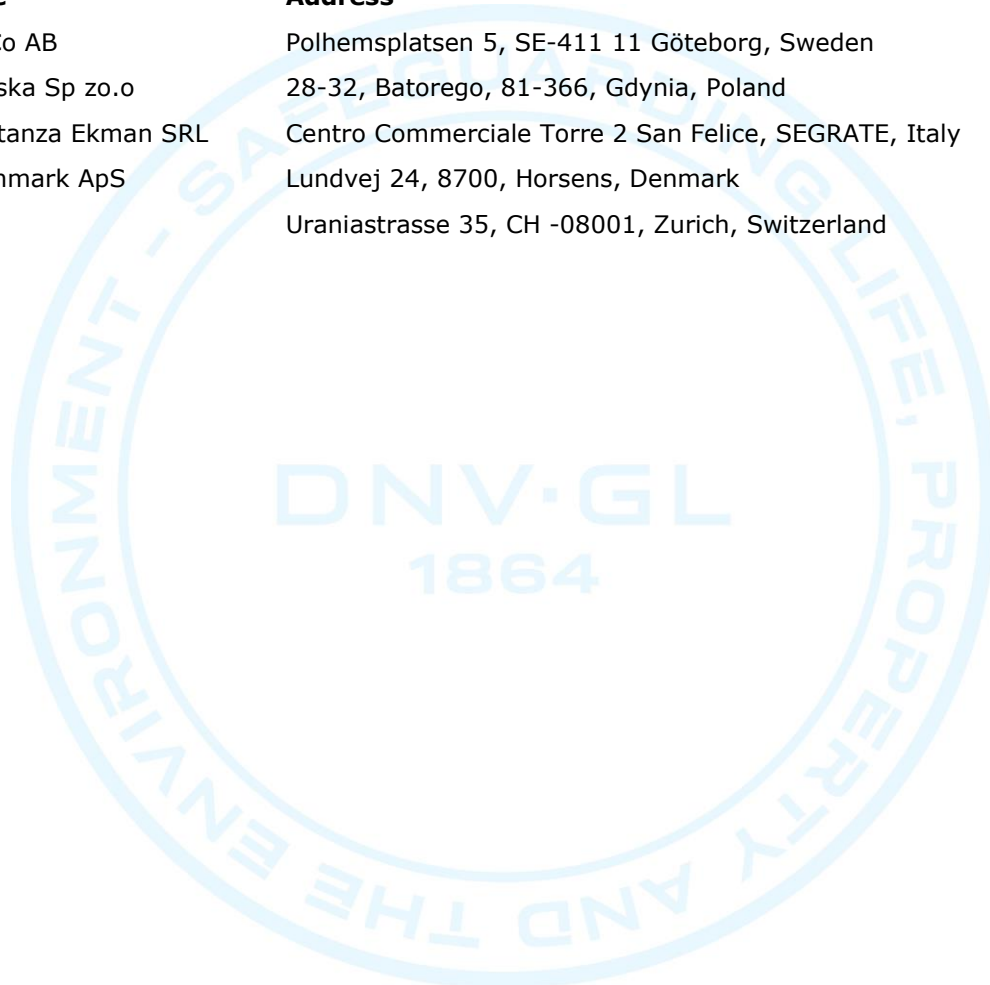 Address
Co AB Polhemsplatsen 5, SE-411 11 Göteborg, Sweden
ska Sp zo.o 28-32, Batorego, 81-366, Gdynia, Poland
tanza Ekman SRL Centro Commerciale Torre 2 San Felice, SEGRATE, Italy
nmark ApS Lundvej 24, 8700, Horsens, Denmark
Uraniastrasse 35, CH -08001, Zurich, Switzerland
SAFEGUARDING LIFE, PROPERTY AND THE ENVIRONMENT -
DNV·GL
1864